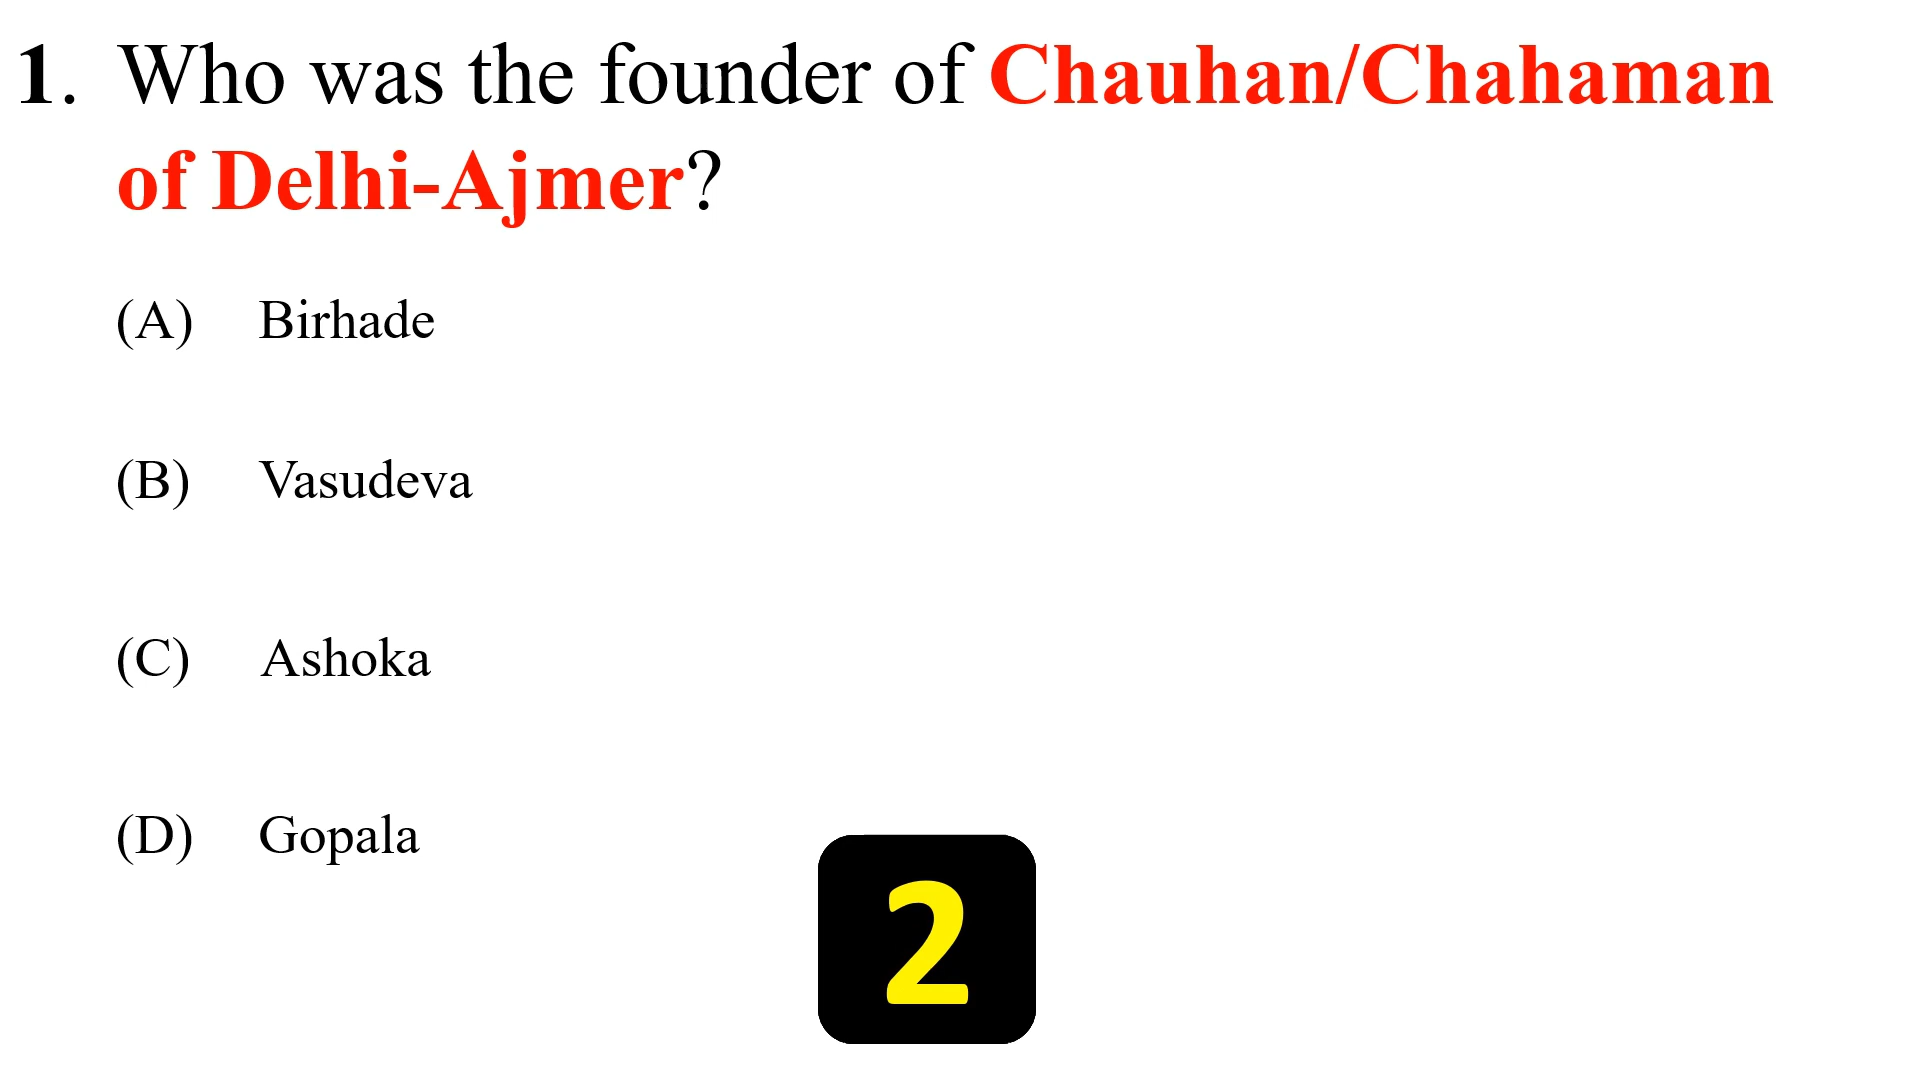 1. Who was the founder of Chauhan/Chahaman
of Delhi-Ajmer?
(A) Birhade
(B) Vasudeva
(C) Ashoka
(D) Gopala
2